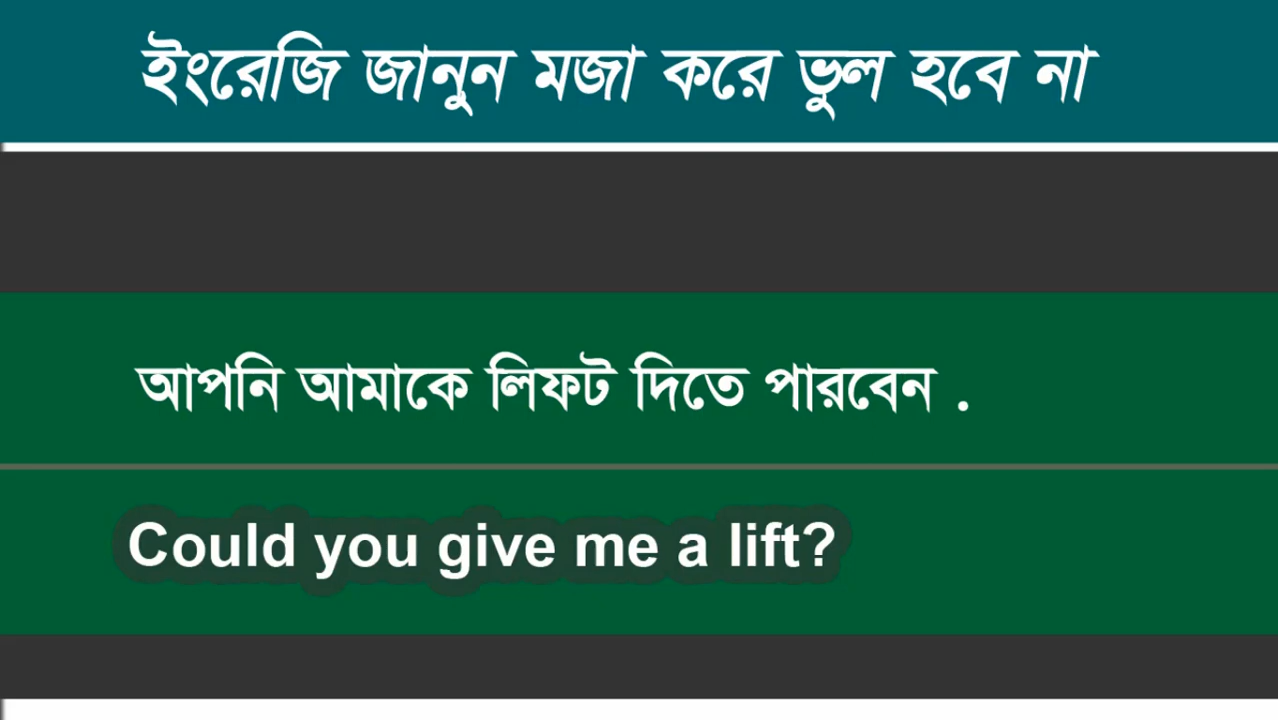 ইংরেজি জানুন মজা করে ভুল হবে না
আপনি আমাকে লিফট দিতে পারবেন .
Could you give me a lift?